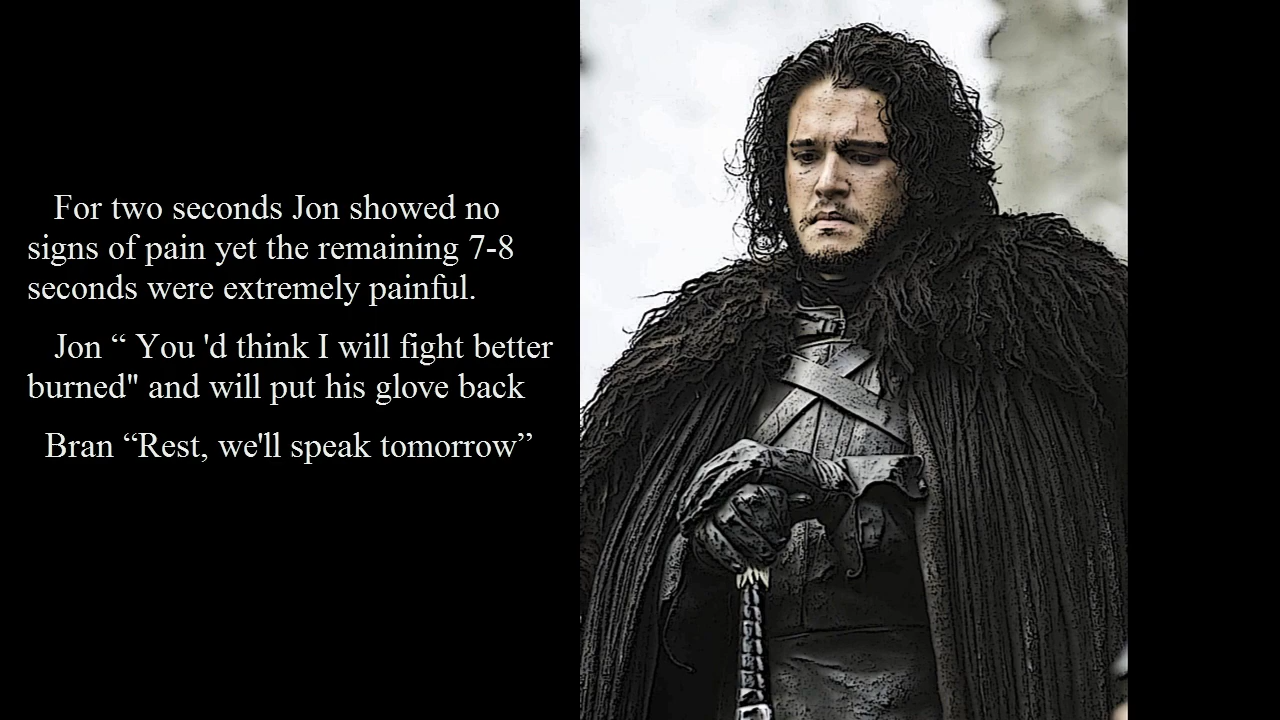 For two seconds Jon showed no
signs of pain yet the remaining 7-8
seconds were extremely painful.
Jon “ You 'd think I will fight better
burned" and will put his glove back
Bran “Rest, we'll speak tomorrow”